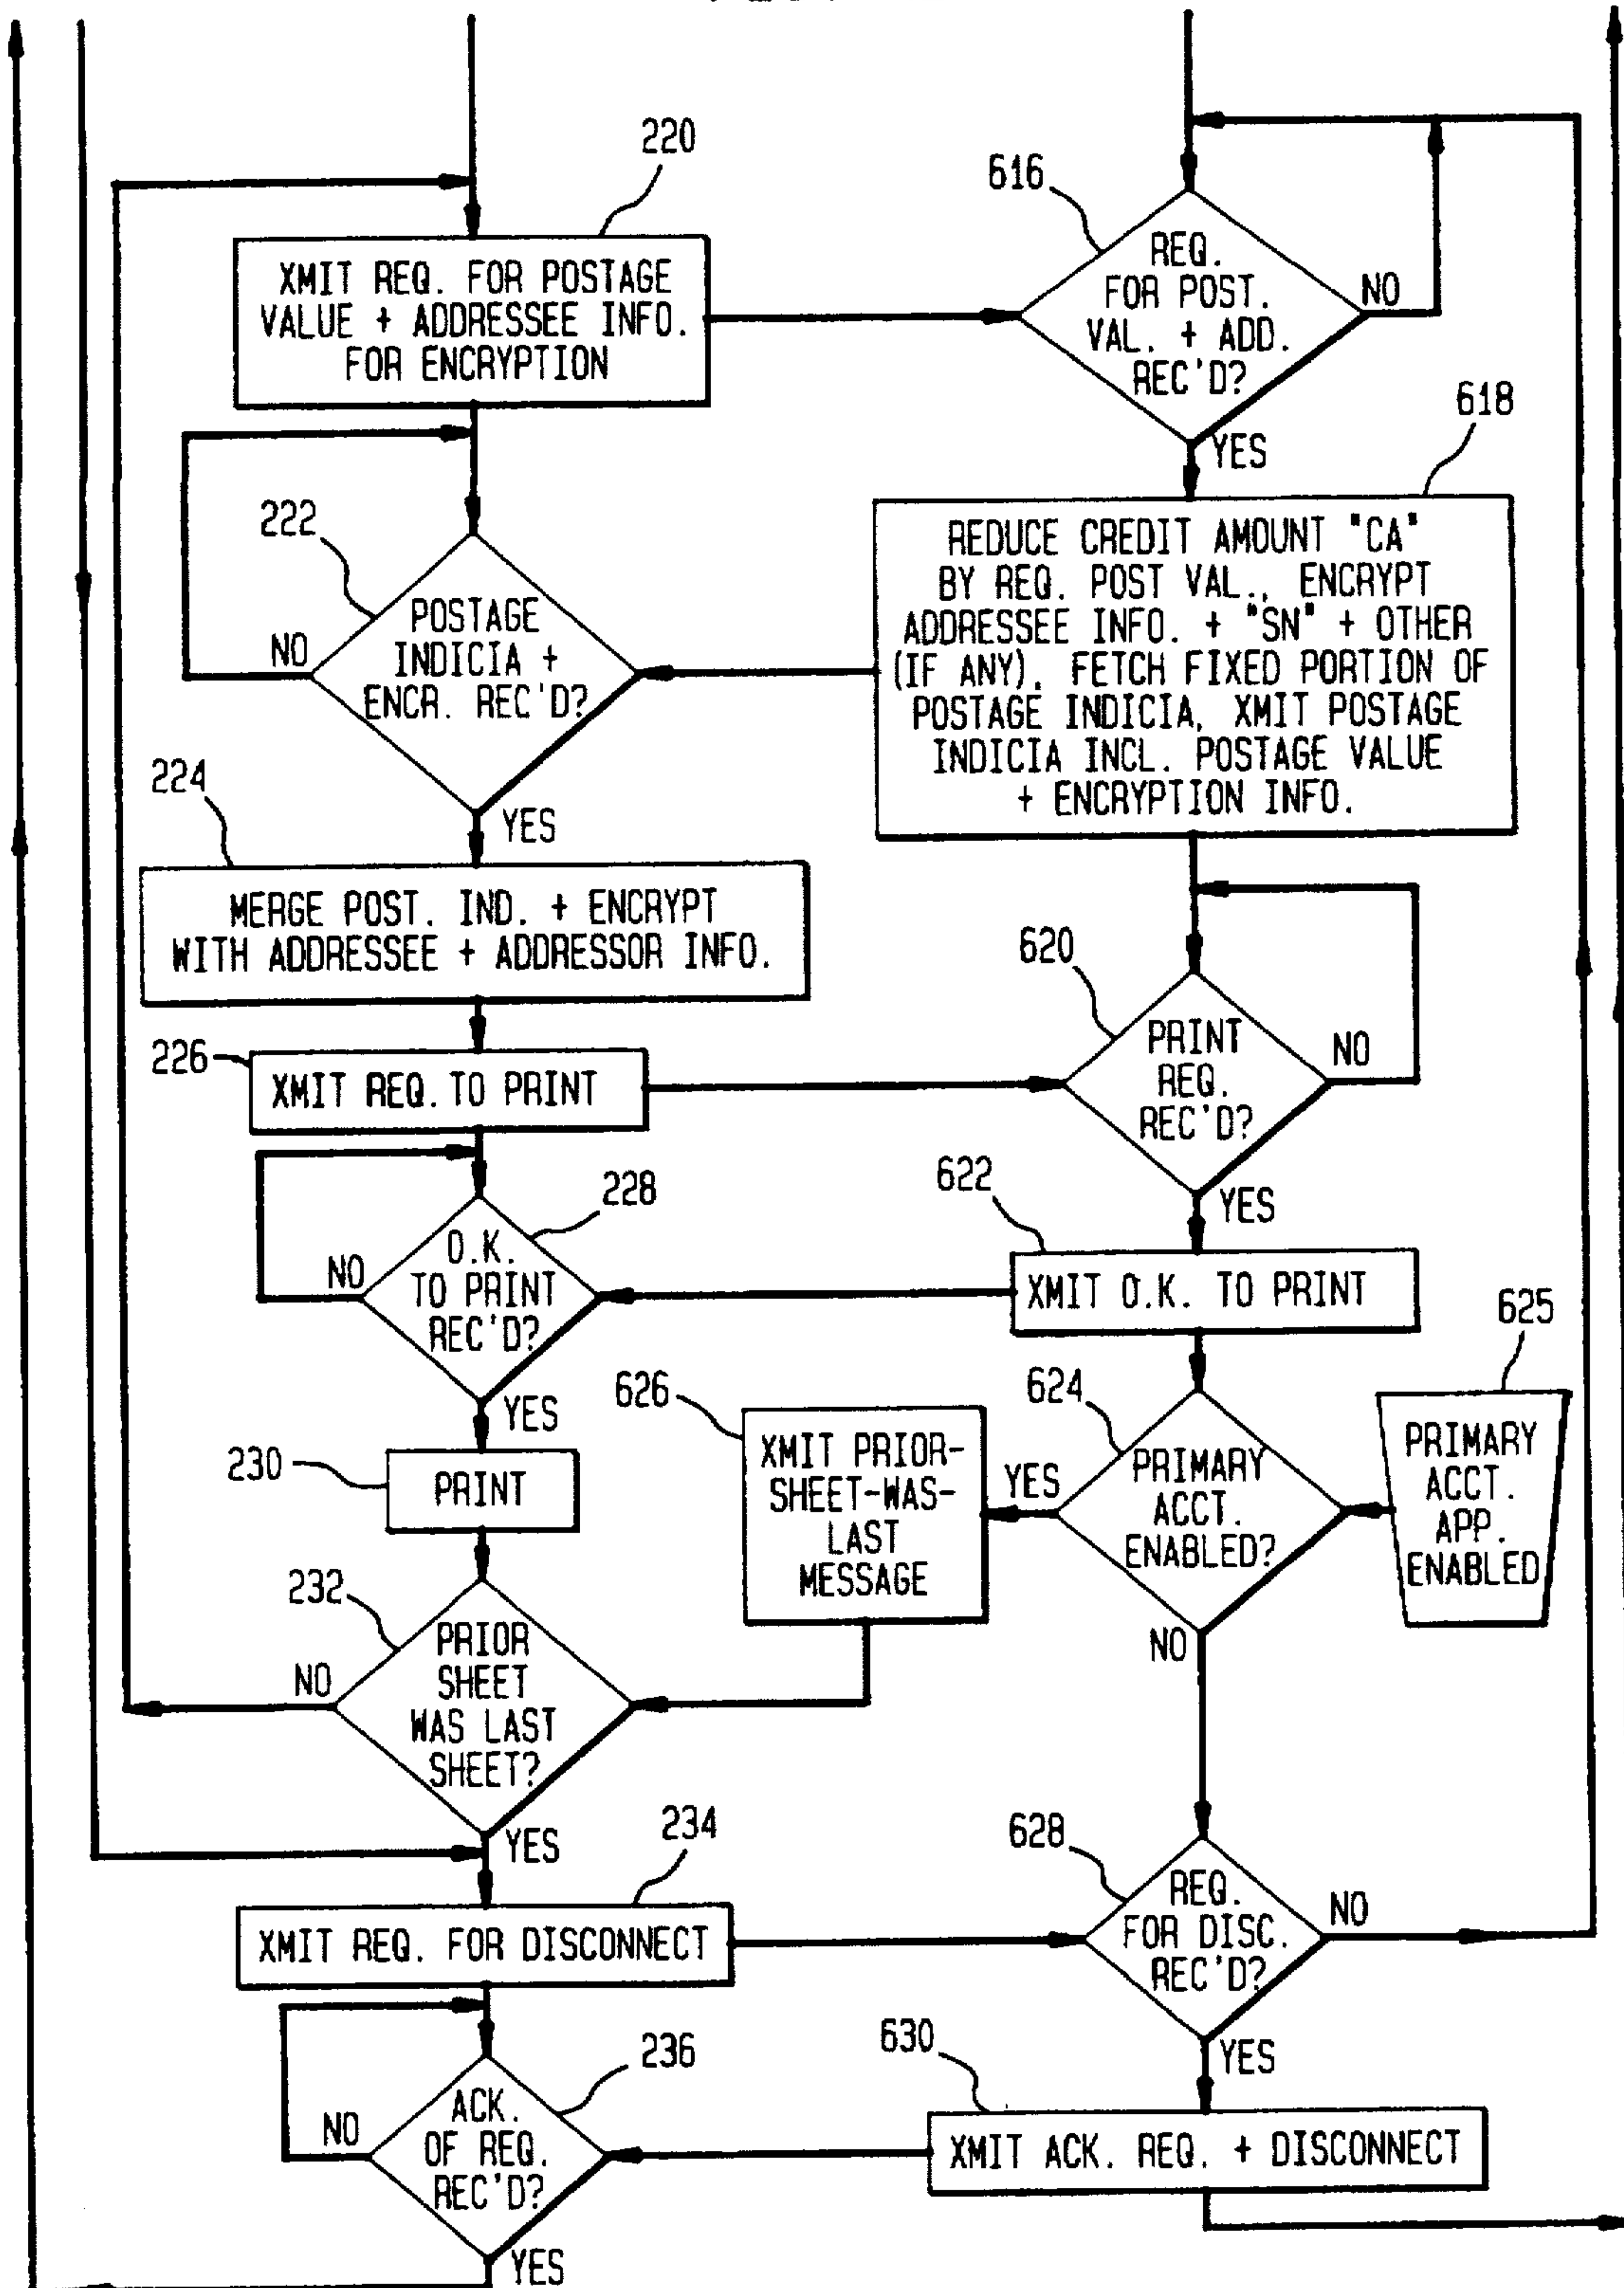 220
XMIT REQ. FOR POSTAGE
VALUE + ADDRESSEE INFO.
FOR ENCRYPTION
616
REQ.
FOR POST.
VAL. + ADD.
REC'D?
NO
YES
618
REDUCE CREDIT AMOUNT "CA"
BY REQ. POST VAL., ENCRYPT
ADDRESSEE INFO. + "SN" + OTHER
(IF ANY), FETCH FIXED PORTION OF
POSTAGE INDICIA, XMIT POSTAGE
INDICIA INCL. POSTAGE VALUE
+ ENCRYPTION INFO.
222
POSTAGE
INDICIA +
ENCR. REC'D?
NO
YES
224
MERGE POST. IND. + ENCRYPT
WITH ADDRESSEE + ADDRESSOR INFO.
620
PRINT
REQ.
REC'D?
NO
YES
226
XMIT REQ. TO PRINT
228
O.K.
TO PRINT
REC'D?
NO
YES
622
XMIT O.K. TO PRINT
625
PRIMARY
ACCT.
APP.
ENABLED
624
PRIMARY
ACCT.
ENABLED?
YES
NO
626
XMIT PRIOR-
SHEET-WAS-
LAST
MESSAGE
230
PRINT
232
PRIOR
SHEET
WAS LAST
SHEET?
NO
YES
234
XMIT REQ. FOR DISCONNECT
628
REQ.
FOR DISC.
REC'D?
NO
YES
236
ACK.
OF REQ.
REC'D?
NO
YES
630
XMIT ACK. REQ. + DISCONNECT